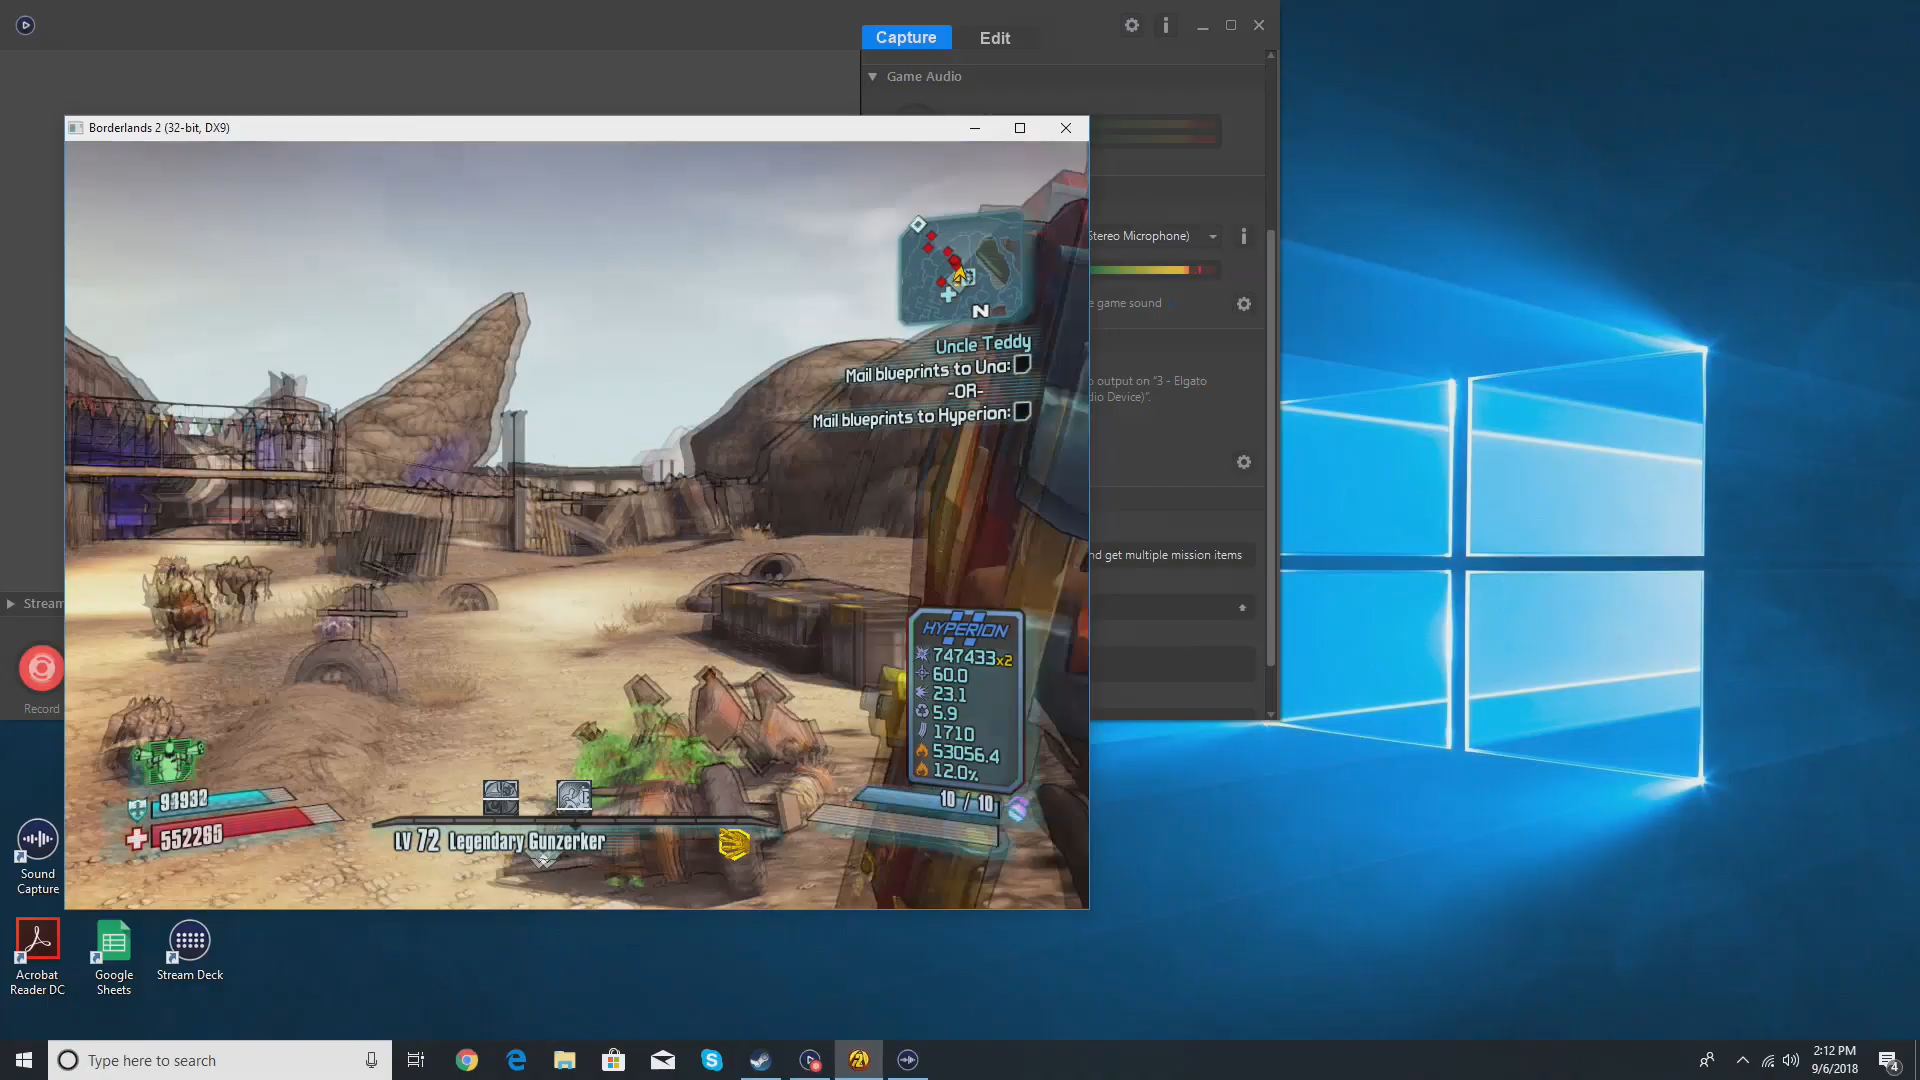 Capture
Edit
Game Audio
Borderlands 2 (32-bit, DX9)
Stereo Microphone)
e game sound
N
Uncle Teddy
Mail blueprints to Una:
-OR-
Mail blueprints to Hyperion:
o output on "3 - Elgato
dio Device)".
nd get multiple mission items
Stream
Record
HYPERION
747433x2
60.0
23.1
5.9
1710
53056.4
12.0%
94932
552265
10 / 10
LV 72 Legendary Gunzerker
Sound
Capture
Acrobat
Reader DC
Google
Sheets
Stream Deck
Type here to search
2:12 PM
9/6/2018
4